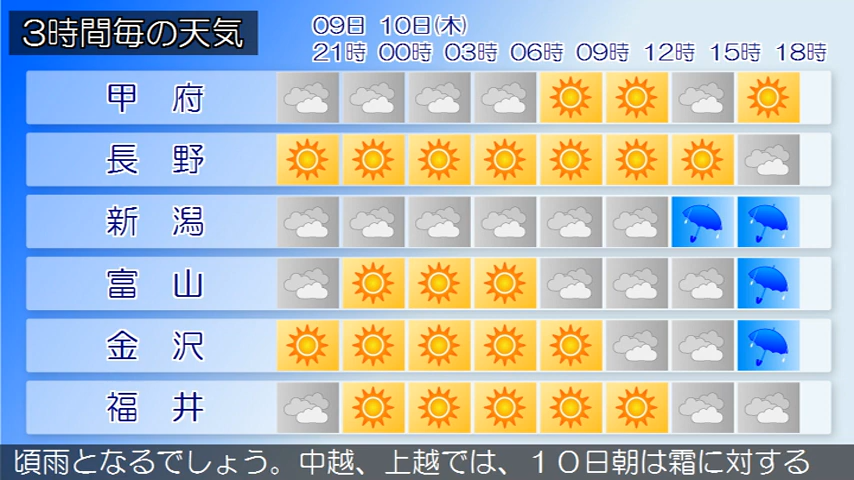 3時間毎の天気
09日 10日(木)
21時 00時 03時 06時 09時 12時 15時 18時
甲 府
長 野
新 潟
富 山
金 沢
福 井
頃雨となるでしょう。中越、上越では、１０日朝は霜に対する